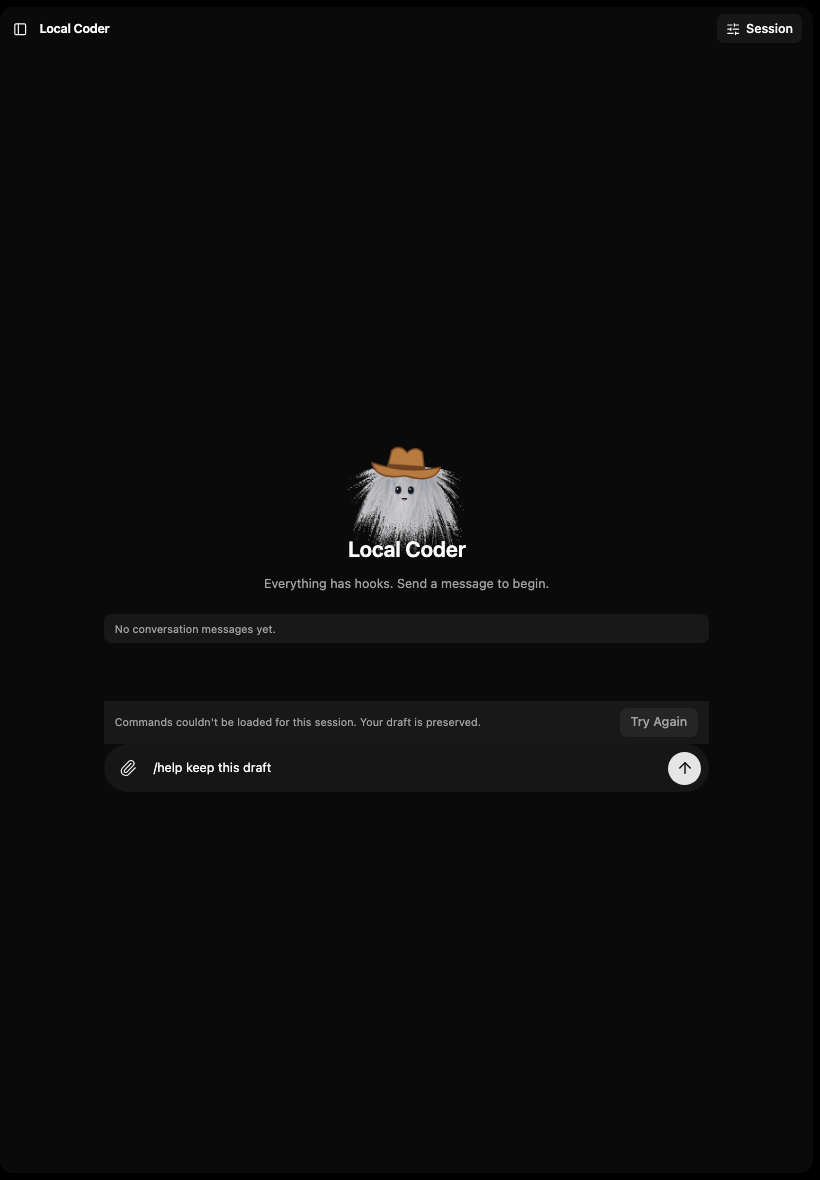 Local Coder
Session
Local Coder
Everything has hooks. Send a message to begin.
No conversation messages yet.
Commands couldn't be loaded for this session. Your draft is preserved.
Try Again
/help keep this draft